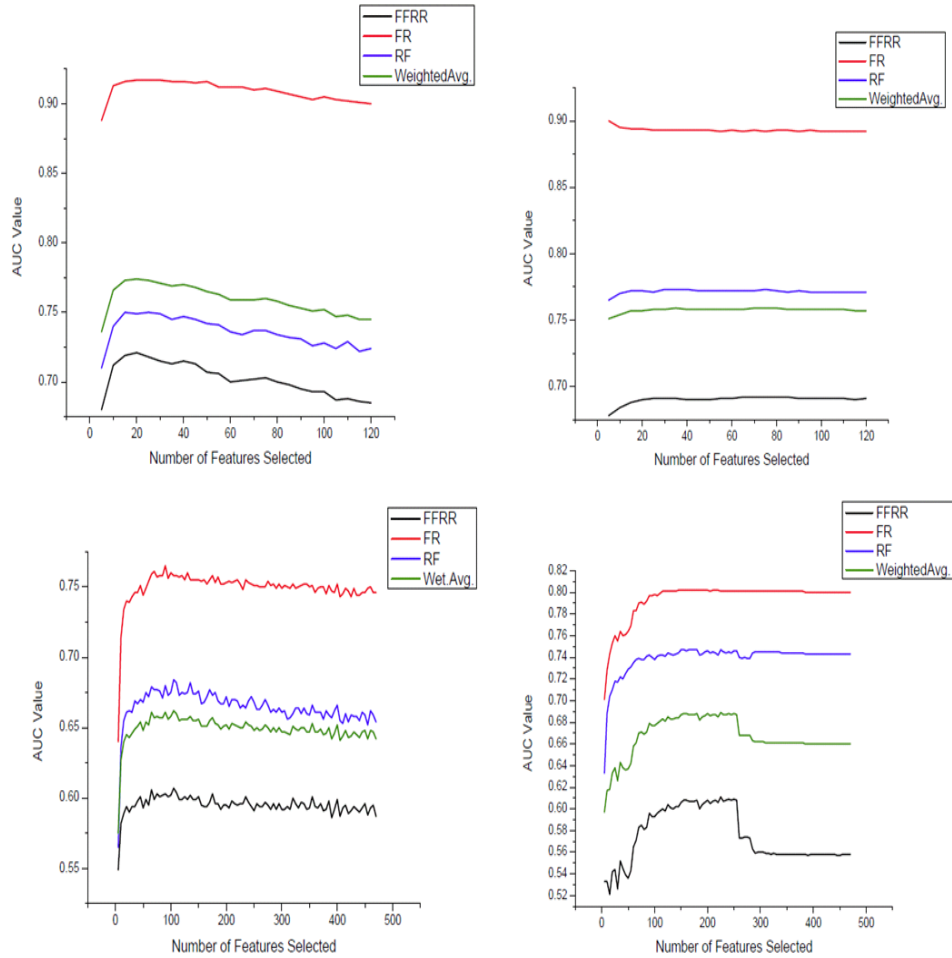 FFRR
FR
RF
WeightedAvg.
0.90
0.85
0.80
0.75
0.70
AUC Value
0 20 40 60 80 100 120
Number of Features Selected
FFRR
FR
RF
WeightedAvg.
0.90
0.85
0.80
0.75
0.70
AUC Value
0 20 40 60 80 100 120
Number of Features Selected
FFRR
FR
RF
Wet.Avg.
0.75
0.70
0.65
0.60
0.55
AUC Value
0 100 200 300 400 500
Number of Features Selected
FFRR
FR
RF
WeightedAvg.
0.82
0.80
0.78
0.76
0.74
0.72
0.70
0.68
0.66
0.64
0.62
0.60
0.58
0.56
0.54
0.52
AUC Value
0 100 200 300 400 500
Number of Features Selected